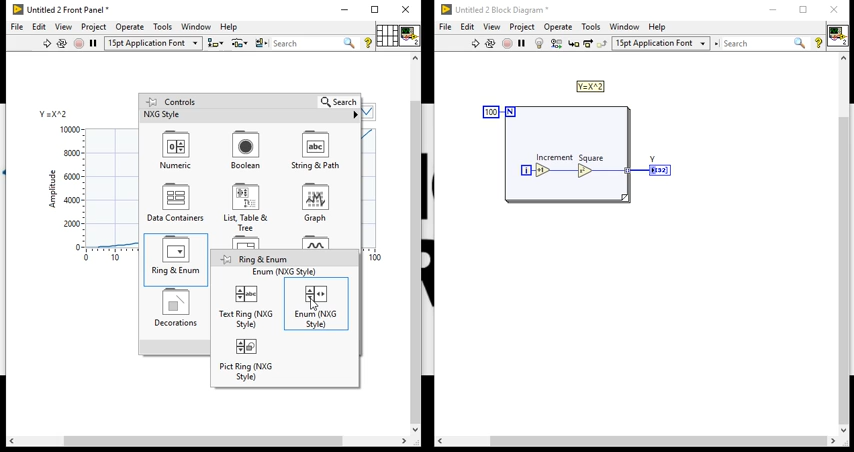 Untitled 2 Front Panel *
File Edit View Project Operate Tools Window Help
15pt Application Font
Search
?
2
Y =X^2
10000
8000
6000
4000
2000
0
Amplitude
0 10 100
Controls
Search
NXG Style
Numeric
Boolean
String & Path
Data Containers
List, Table &
Tree
Graph
Ring & Enum
Decorations
Ring & Enum
Enum (NXG Style)
Text Ring (NXG
Style)
Enum (NXG
Style)
Pict Ring (NXG
Style)
Untitled 2 Block Diagram *
File Edit View Project Operate Tools Window Help
15pt Application Font
Search
?
2
Y=X^2
100
N
i
Increment
Square
Y
I32